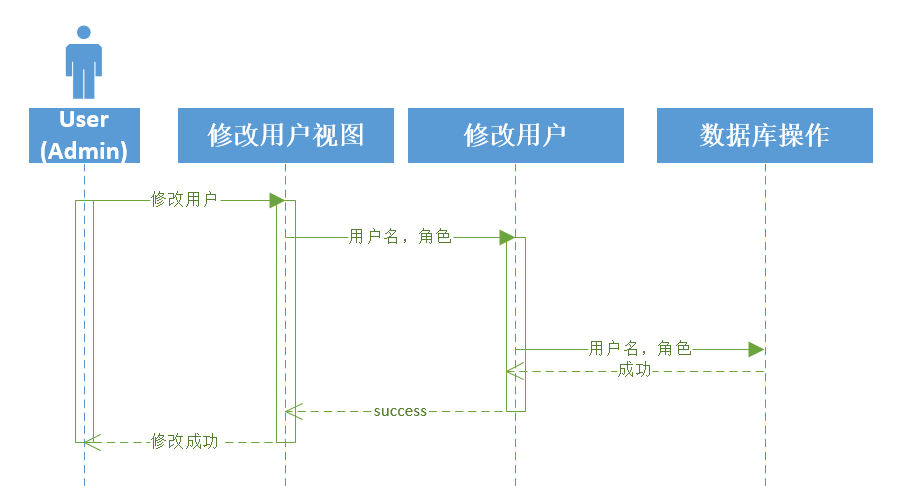 User
(Admin)
修改用户视图
修改用户
数据库操作
修改用户
用户名，角色
用户名，角色
成功
success
修改成功